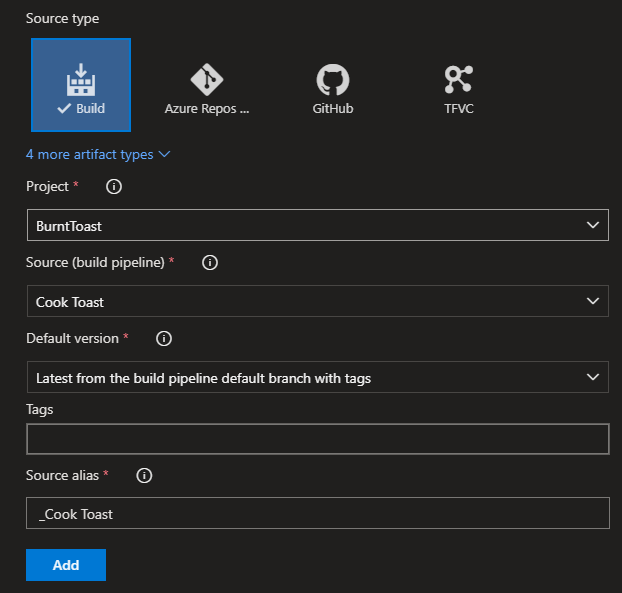 Source type
Build
Azure Repos ...
GitHub
TFVC
4 more artifact types
Project *
BurntToast
Source (build pipeline) *
Cook Toast
Default version *
Latest from the build pipeline default branch with tags
Tags
Source alias *
_Cook Toast
Add